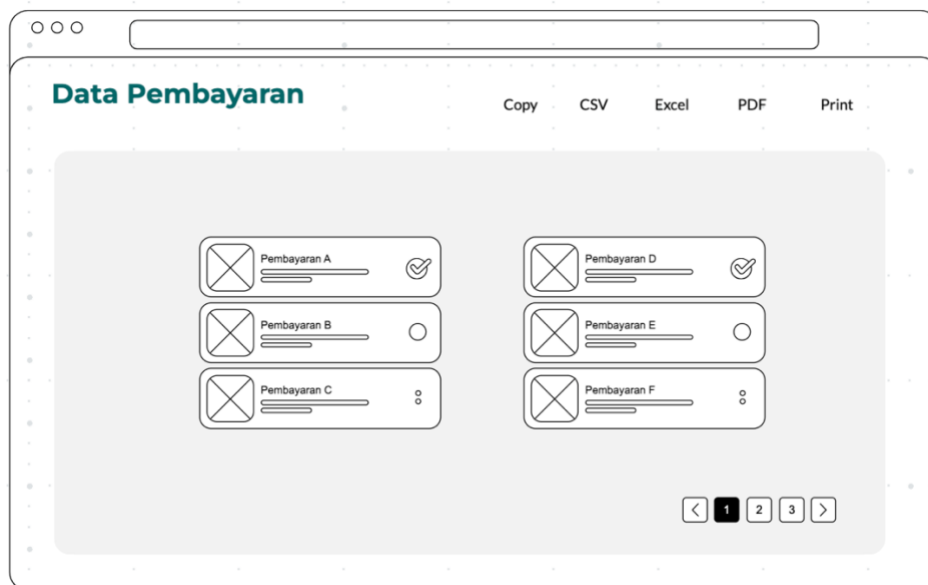 Data Pembayaran
Copy CSV Excel PDF Print
Pembayaran A
Pembayaran B
Pembayaran C
Pembayaran D
Pembayaran E
Pembayaran F
1 2 3